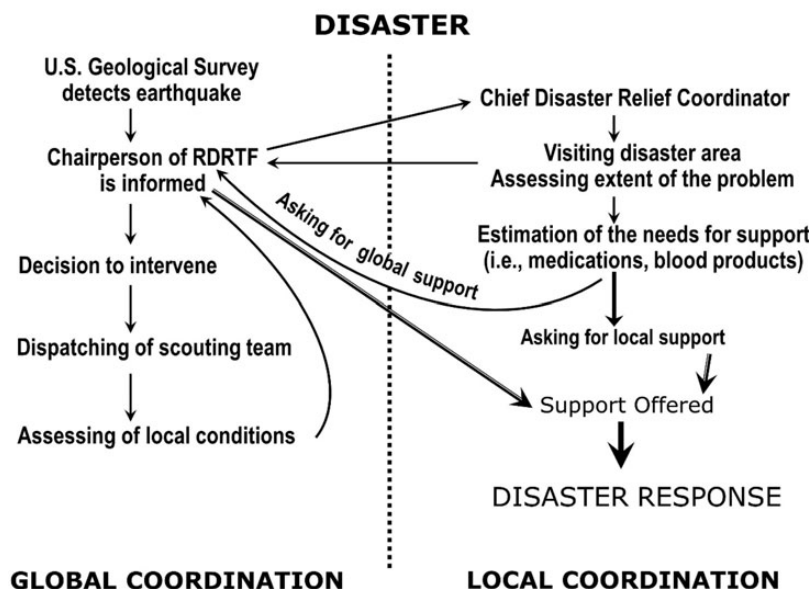 DISASTER
U.S. Geological Survey
detects earthquake
Chairperson of RDRTF
is informed
Decision to intervene
Dispatching of scouting team
Assessing of local conditions
Asking for global support
Chief Disaster Relief Coordinator
Visiting disaster area
Assessing extent of the problem
Estimation of the needs for support
(i.e., medications, blood products)
Asking for local support
Support Offered
DISASTER RESPONSE
GLOBAL COORDINATION
LOCAL COORDINATION